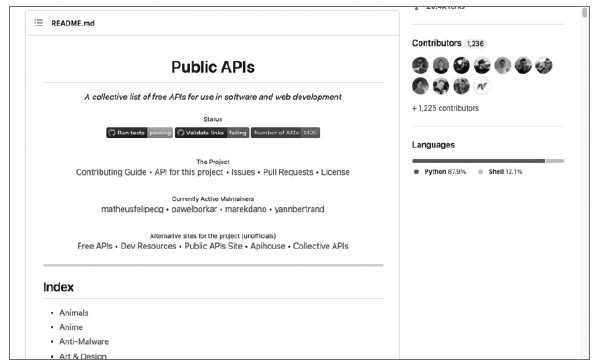 README.md
Public APIs
A collective list of free APIs for use in software and web development
Status
Run tests passing Validate links failing Number of APIs 1425
The Project
Contributing Guide • API for this project • Issues • Pull Requests • License
Currently Active Maintainers
matheusfelipeog • pawelborkar • marekdano • yannbertrand
Alternative sites for the project (unofficials)
Free APIs • Dev Resources • Public APIs Site • Apihouse • Collective APIs
Index
• Animals
• Anime
• Anti-Malware
• Art & Design
Contributors 1,236
+ 1,225 contributors
Languages
Python 87.9% Shell 12.1%